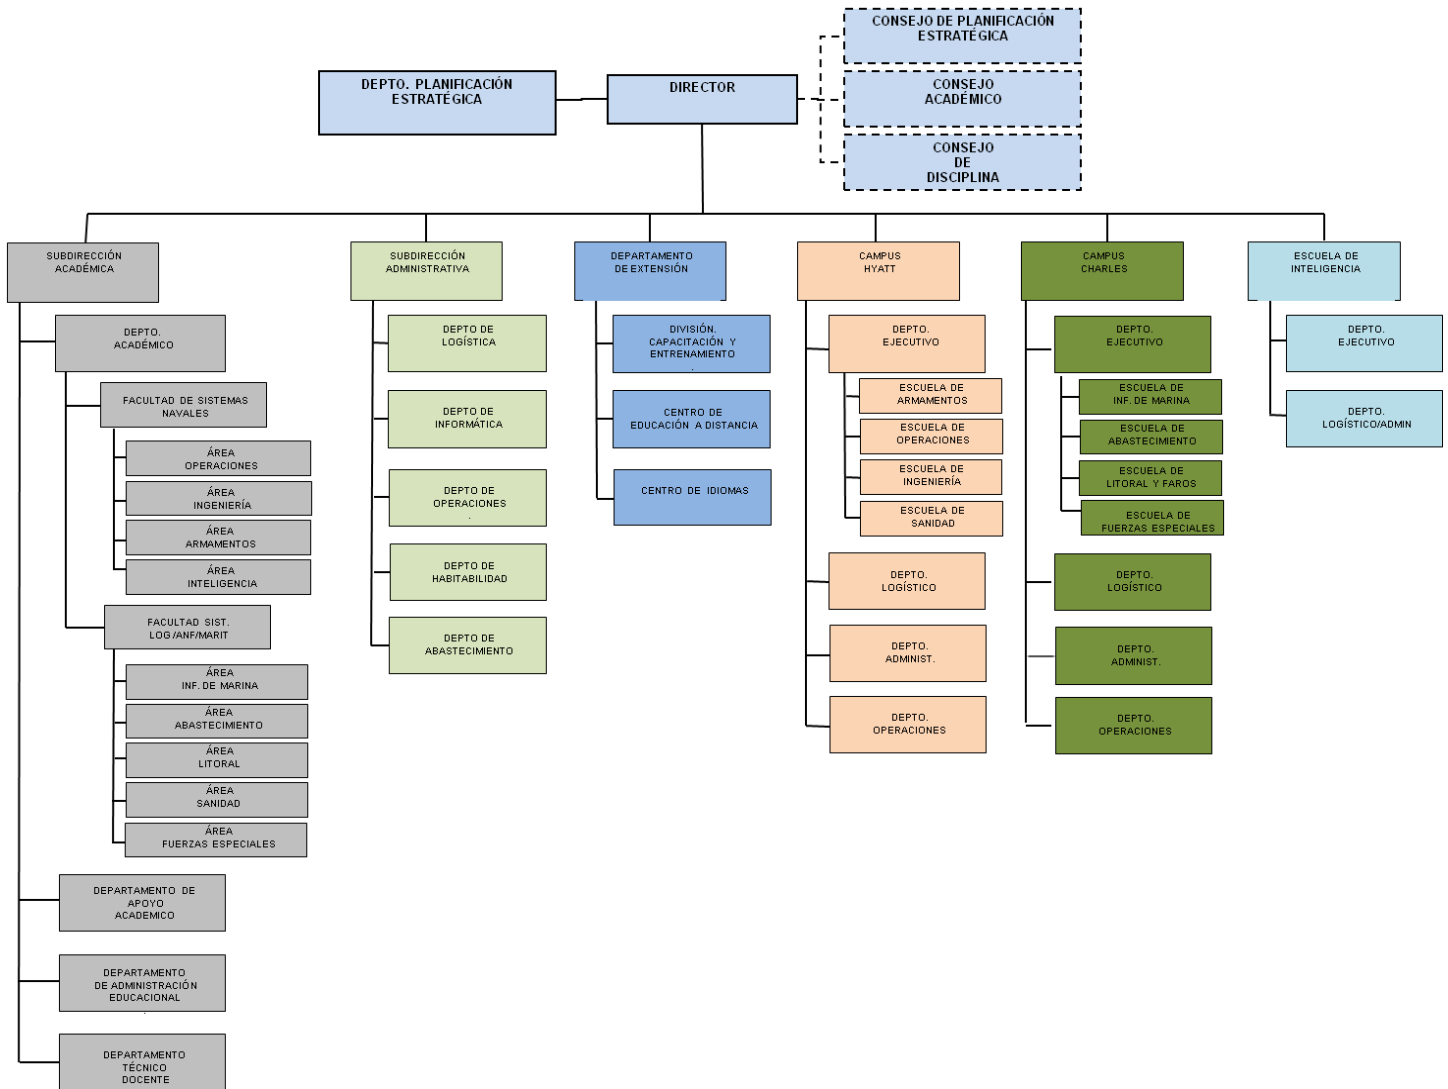 CONSEJO DE PLANIFICACIÓN
ESTRATÉGICA
DEPTO. PLANIFICACIÓN
ESTRATÉGICA
DIRECTOR
CONSEJO
ACADÉMICO
CONSEJO
DE
DISCIPLINA
SUBDIRECCIÓN
ACADÉMICA
DEPTO.
ACADÉMICO
FACULTAD DE SISTEMAS
NAVALES
ÁREA
OPERACIONES
ÁREA
INGENIERÍA
ÁREA
ARMAMENTOS
ÁREA
INTELIGENCIA
FACULTAD SIST.
LOG/ANF/MARIT
ÁREA
INF. DE MARINA
ÁREA
ABASTECIMIENTO
ÁREA
LITORAL
ÁREA
SANIDAD
ÁREA
FUERZAS ESPECIALES
DEPARTAMENTO DE
APOYO
ACADEMICO
DEPARTAMENTO
DE ADMINISTRACIÓN
EDUCACIONAL
.
DEPARTAMENTO
TÉCNICO
DOCENTE
SUBDIRECCIÓN
ADMINISTRATIVA
DEPTO DE
LOGÍSTICA
DEPTO DE
INFORMÁTICA
DEPTO DE
OPERACIONES
.
DEPTO DE
HABITABILIDAD
DEPTO DE
ABASTECIMIENTO
DEPARTAMENTO
DE EXTENSIÓN
DIVISIÓN.
CAPACITACIÓN Y
ENTRENAMIENTO
.
CENTRO DE
EDUCACIÓN A DISTANCIA
CENTRO DE IDIOMAS
CAMPUS
HYATT
DEPTO.
EJECUTIVO
ESCUELA DE
ARMAMENTOS
ESCUELA DE
OPERACIONES
ESCUELA DE
INGENIERÍA
ESCUELA DE
SANIDAD
DEPTO.
LOGÍSTICO
DEPTO.
ADMINIST.
DEPTO.
OPERACIONES
CAMPUS
CHARLES
DEPTO.
EJECUTIVO
ESCUELA DE
INF. DE MARINA
ESCUELA DE
ABASTECIMIENTO
ESCUELA DE
LITORAL Y FAROS
ESCUELA DE
FUERZAS ESPECIALES
DEPTO.
LOGÍSTICO
DEPTO.
ADMINIST.
DEPTO.
OPERACIONES
ESCUELA DE
INTELIGENCIA
DEPTO.
EJECUTIVO
DEPTO.
LOGÍSTICO/ADMIN